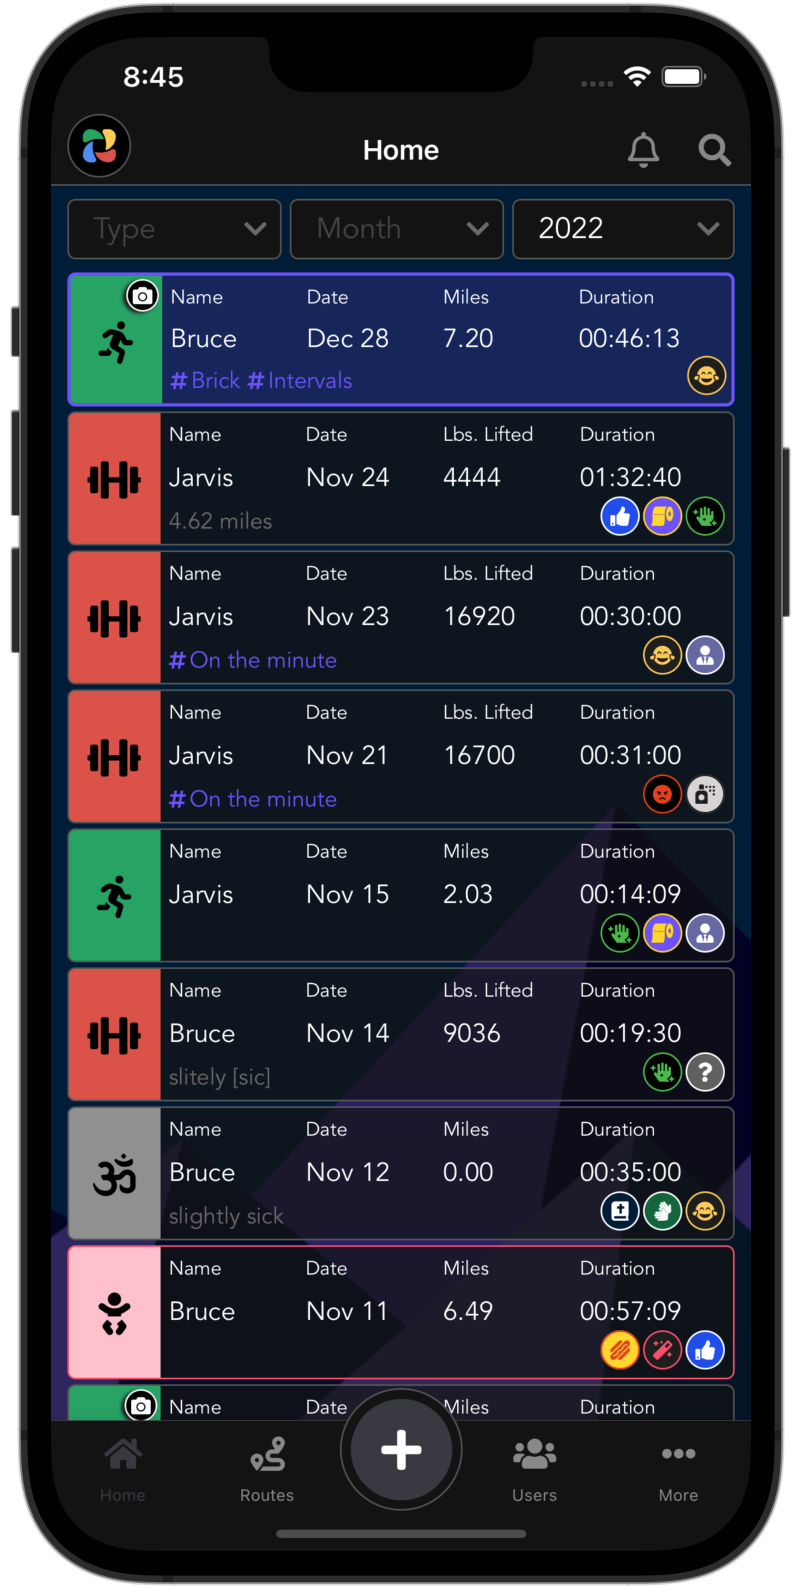 8:45
Home
Type Month 2022
Name Date Miles Duration
Bruce Dec 28 7.20 00:46:13
#Brick #Intervals
Name Date Lbs. Lifted Duration
Jarvis Nov 24 4444 01:32:40
4.62 miles
Name Date Lbs. Lifted Duration
Jarvis Nov 23 16920 00:30:00
#On the minute
Name Date Lbs. Lifted Duration
Jarvis Nov 21 16700 00:31:00
#On the minute
Name Date Miles Duration
Jarvis Nov 15 2.03 00:14:09
Name Date Lbs. Lifted Duration
Bruce Nov 14 9036 00:19:30
slitely [sic]
?
Name Date Miles Duration
ॐ
Bruce Nov 12 0.00 00:35:00
slightly sick
Name Date Miles Duration
Bruce Nov 11 6.49 00:57:09
Name Date Miles Duration
Home Routes Users More